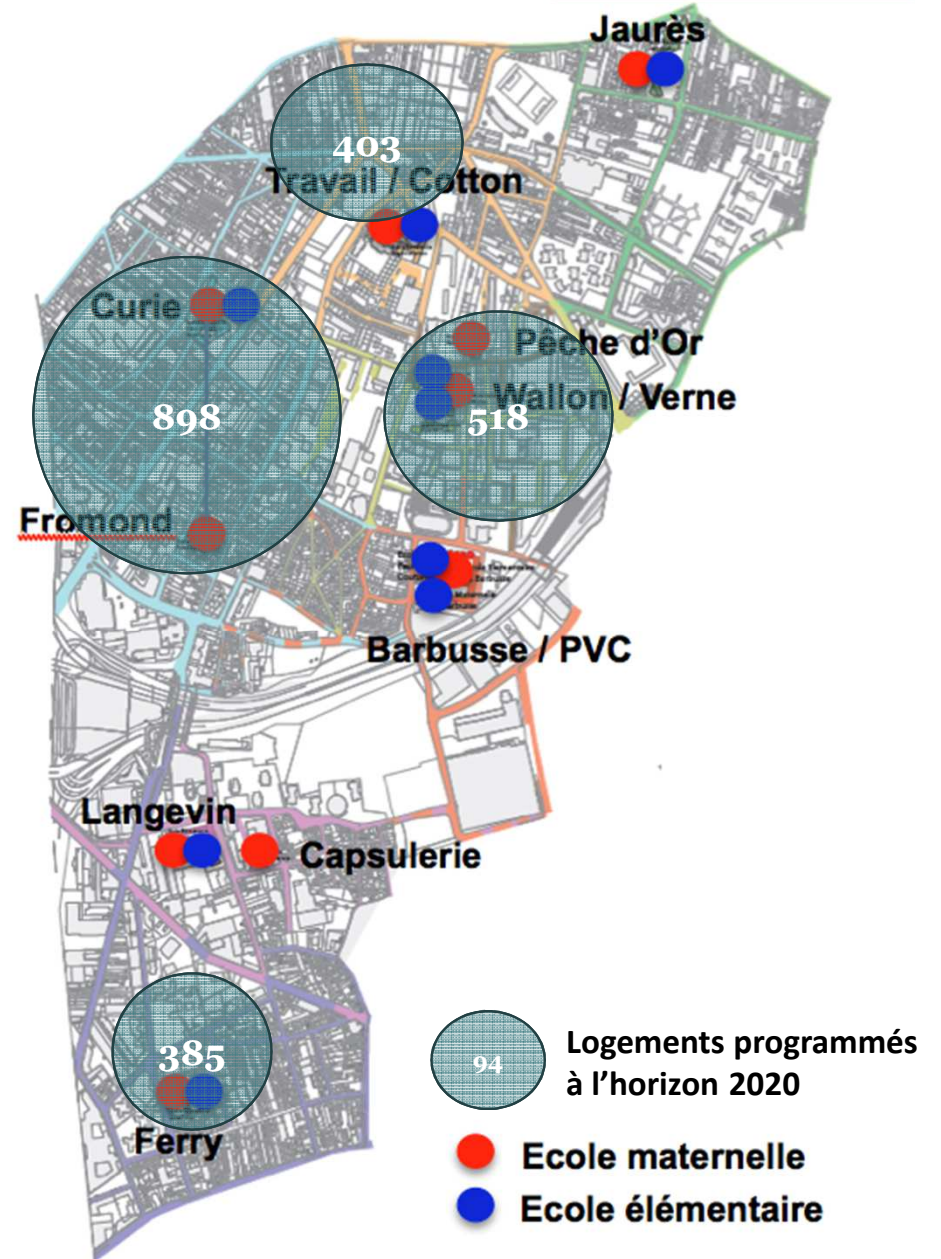 Jaurès
403
Travail / Cotton
Curie
Pêche d'Or
Wallon / Verne
898
518
Fromond
Barbusse / PVC
Langevin
Capsulerie
385
Ferry
94
Logements programmés
à l'horizon 2020
Ecole maternelle
Ecole élémentaire